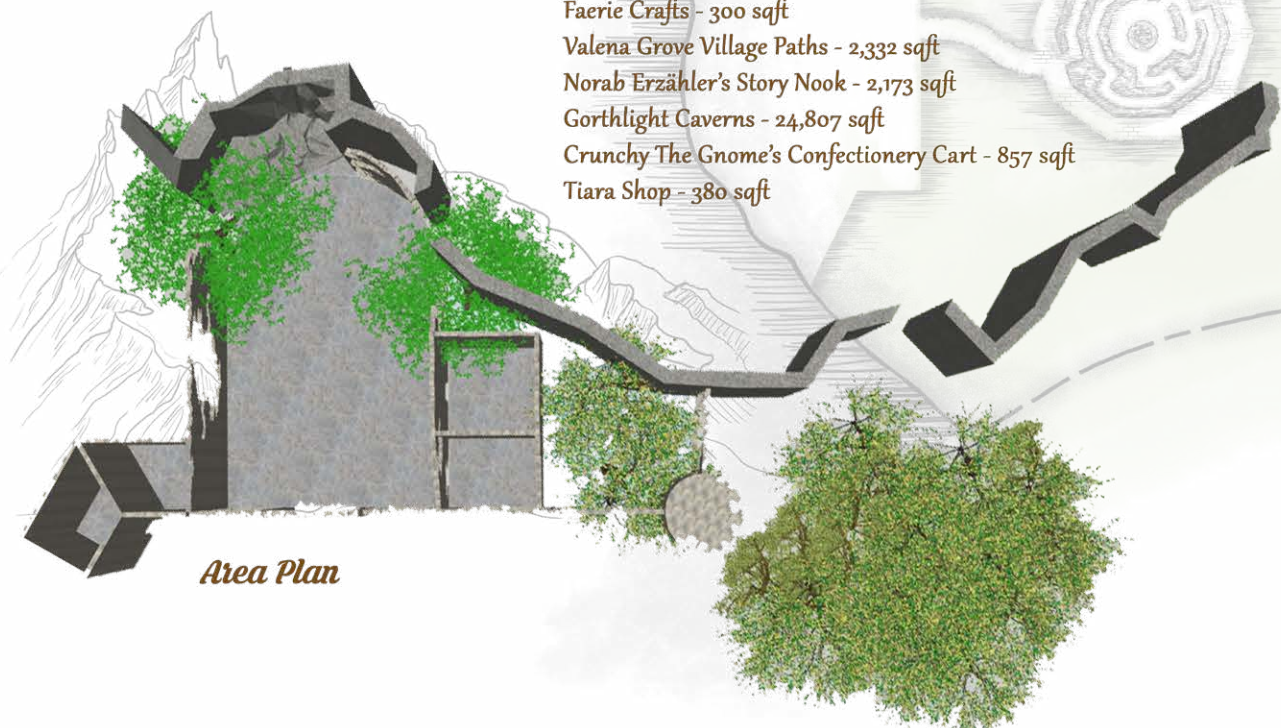 Faerie Crafts - 300 sqft
Valena Grove Village Paths - 2,332 sqft
Norab Erzähler's Story Nook - 2,173 sqft
Gorthlight Caverns - 24,807 sqft
Crunchy The Gnome's Confectionery Cart - 857 sqft
Tiara Shop - 380 sqft
Area Plan